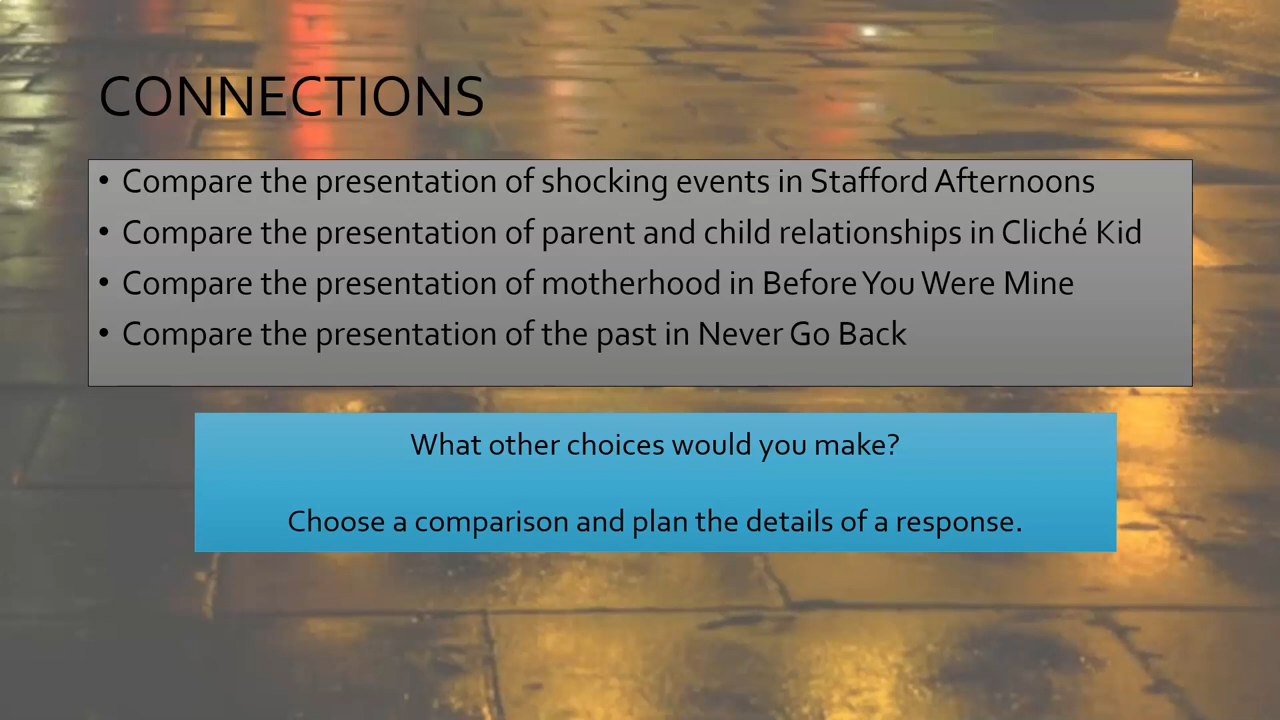 CONNECTIONS
• Compare the presentation of shocking events in Stafford Afternoons
• Compare the presentation of parent and child relationships in Cliché Kid
• Compare the presentation of motherhood in Before You Were Mine
• Compare the presentation of the past in Never Go Back
What other choices would you make?
Choose a comparison and plan the details of a response.